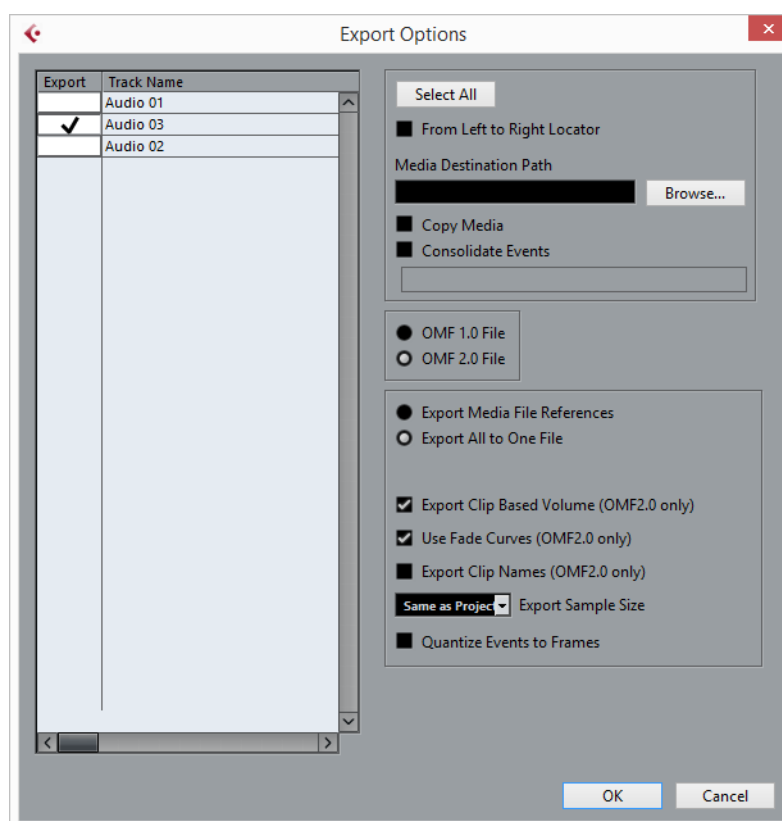 Export Options
Export Track Name
Audio 01
Audio 03
Audio 02
Select All
From Left to Right Locator
Media Destination Path
Browse...
Copy Media
Consolidate Events
OMF 1.0 File
OMF 2.0 File
Export Media File References
Export All to One File
Export Clip Based Volume (OMF2.0 only)
Use Fade Curves (OMF2.0 only)
Export Clip Names (OMF2.0 only)
Same as Projec Export Sample Size
Quantize Events to Frames
OK Cancel